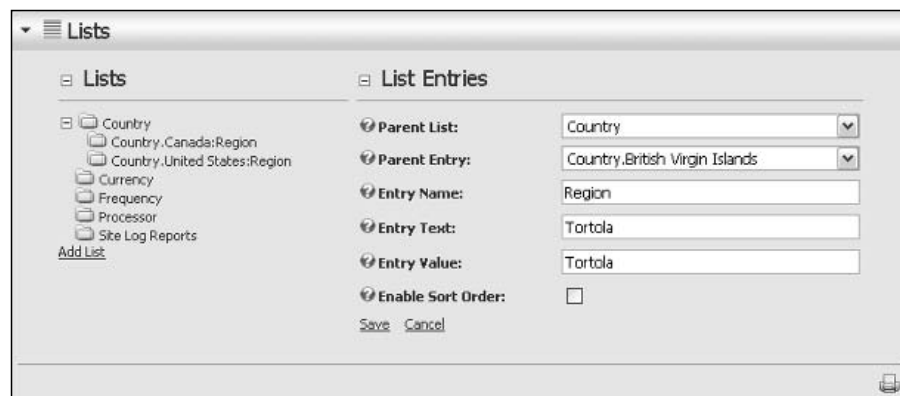 Lists
Lists
Country
Country.Canada:Region
Country.United States:Region
Currency
Frequency
Processor
Site Log Reports
Add List
List Entries
Parent List: Country
Parent Entry: Country.British Virgin Islands
Entry Name: Region
Entry Text: Tortola
Entry Value: Tortola
Enable Sort Order:
Save Cancel